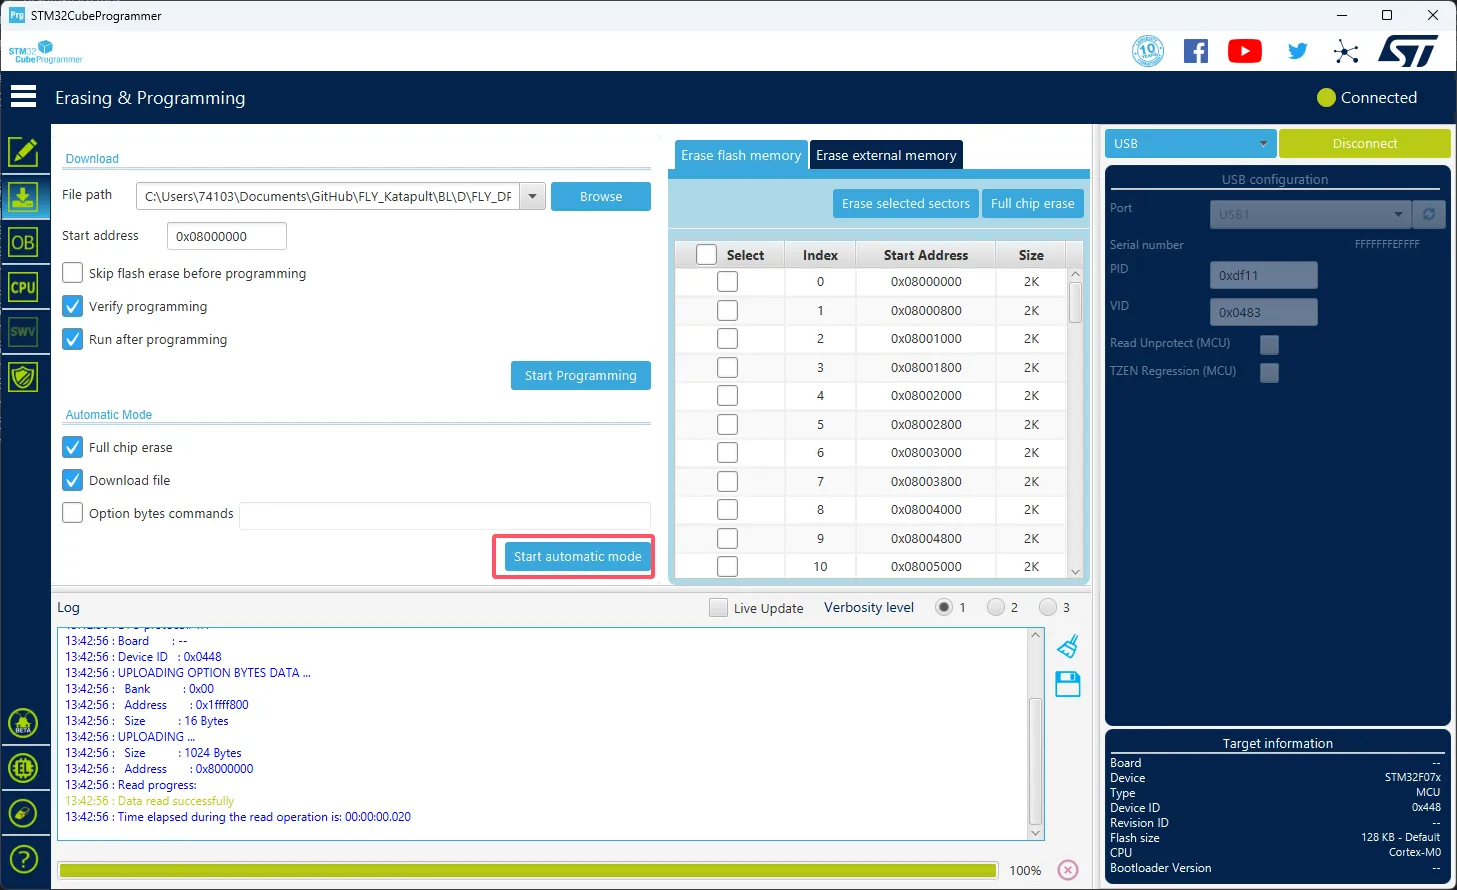 Prg STM32CubeProgrammer
STM32
CubeProgrammer
10
ST
Erasing & Programming
Connected
Download
File path
C:\Users\74103\Documents\GitHub\FLY_Katapult\BL\D\FLY_DF
Browse
Start address
0x08000000
Skip flash erase before programming
Verify programming
Run after programming
Start Programming
Automatic Mode
Full chip erase
Download file
Option bytes commands
Start automatic mode
OB
CPU
SWV
BETA
EL
?
Erase flash memory Erase external memory
Erase selected sectors Full chip erase
Select Index Start Address Size
0 0x08000000 2K
1 0x08000800 2K
2 0x08001000 2K
3 0x08001800 2K
4 0x08002000 2K
5 0x08002800 2K
6 0x08003000 2K
7 0x08003800 2K
8 0x08004000 2K
9 0x08004800 2K
10 0x08005000 2K
USB Disconnect
USB configuration
Port USB1
Serial number FFFFFFFEFFFF
PID 0xdf11
VID 0x0483
Read Unprotect (MCU)
TZEN Regression (MCU)
Log
Live Update Verbosity level 1 2 3
13:42:56 : Board : --
13:42:56 : Device ID : 0x0448
13:42:56 : UPLOADING OPTION BYTES DATA ...
13:42:56 : Bank : 0x00
13:42:56 : Address : 0x1ffff800
13:42:56 : Size : 16 Bytes
13:42:56 : UPLOADING ...
13:42:56 : Size : 1024 Bytes
13:42:56 : Address : 0x8000000
13:42:56 : Read progress:
13:42:56 : Data read successfully
13:42:56 : Time elapsed during the read operation is: 00:00:00.020
100%
Target information
Board --
Device STM32F07x
Type MCU
Device ID 0x448
Revision ID --
Flash size 128 KB - Default
CPU Cortex-M0
Bootloader Version --